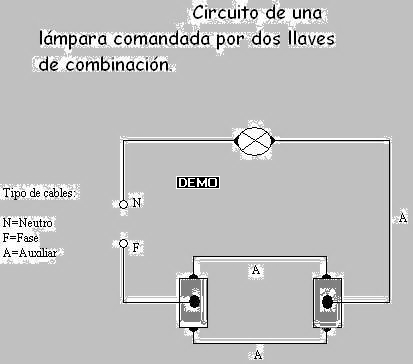 Circuito de una
lámpara comandada por dos llaves
de combinación.
DEMO
Tipo de cables:
N
N=Neutro
A
F=Fase
F
A=Auxiliar
A
A